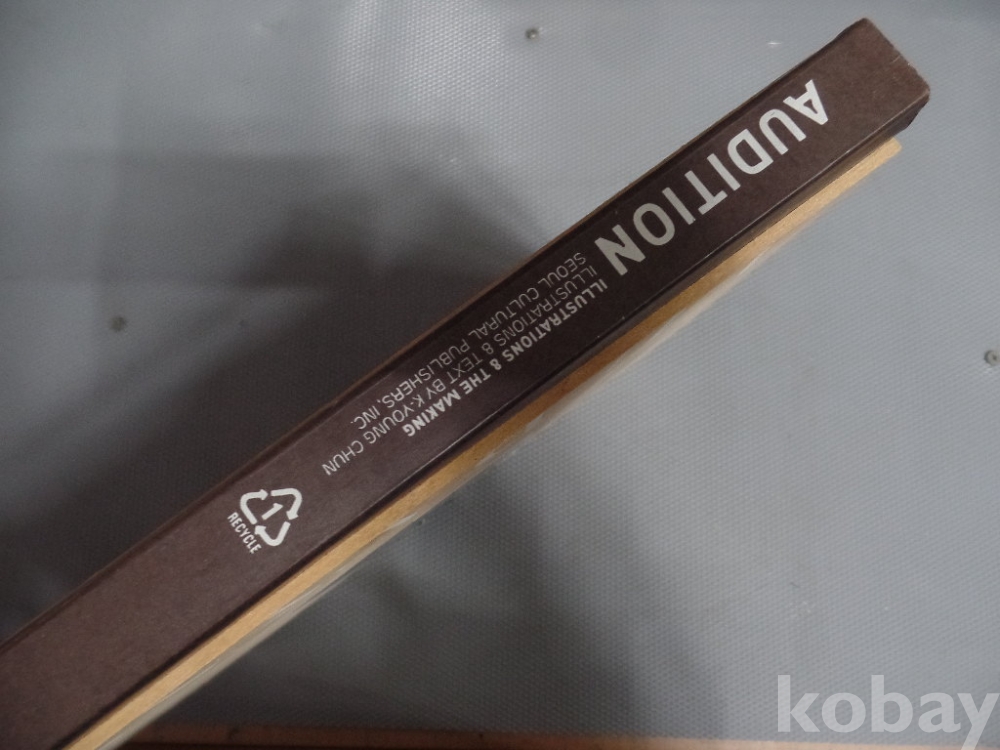 AUDITION
ILLUSTRATIONS & THE MAKING
ILLUSTRATIONS & TEXT BY K-YOUNG CHUN
SEOUL CULTURAL PUBLISHERS, INC.
1
RECYCLE
kobay